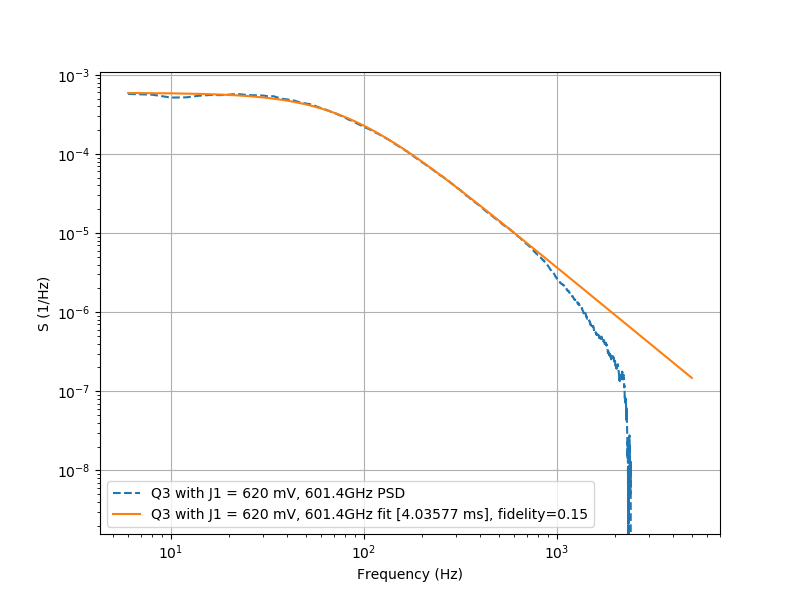 10⁻³
10⁻⁴
10⁻⁵
10⁻⁶
10⁻⁷
10⁻⁸
S (1/Hz)
Q3 with J1 = 620 mV, 601.4GHz PSD
Q3 with J1 = 620 mV, 601.4GHz fit [4.03577 ms], fidelity=0.15
10¹ 10² 10³
Frequency (Hz)